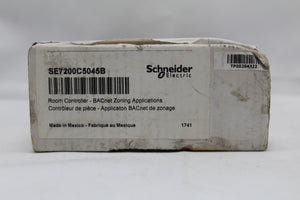 SE7200C5045B
Schneider
Electric
Room Controller - BACnet Zoning Applications
Contrôleur de pièce - Applicaton BACnet de zonage
Made in Mexico - Fabriqué au Mexique
1741